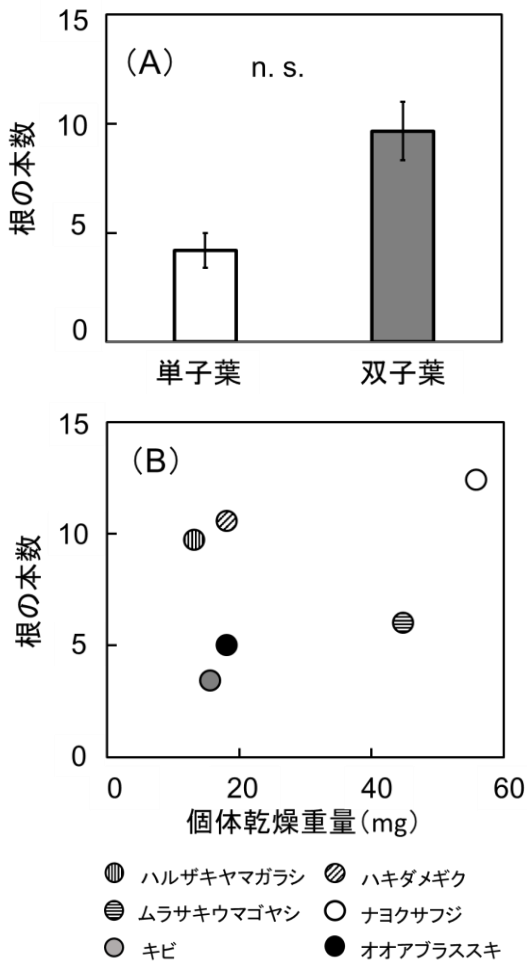 15
(A)
n. s.
10
根の本数
5
0
単子葉
双子葉
15
(B)
10
根の本数
5
0
0
20
40
60
個体乾燥重量(mg)
ハルザキヤマガラシ
ハキダメギク
ムラサキウマゴヤシ
ナヨクサフジ
キビ
オオアブラススキ